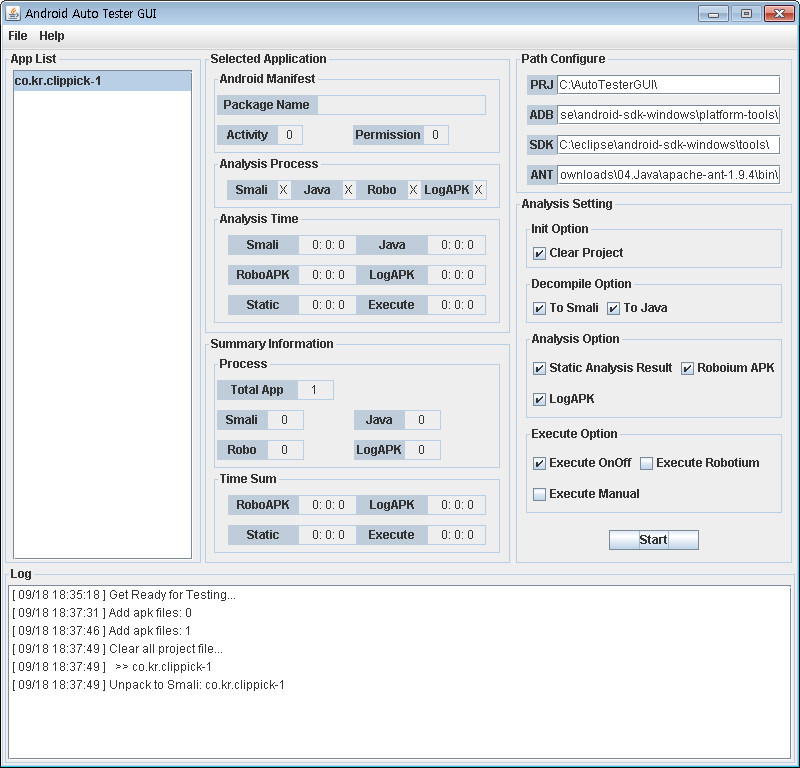 Android Auto Tester GUI
File Help
App List
co.kr.clippick-1
Selected Application
Android Manifest
Package Name
Activity 0 Permission 0
Analysis Process
Smali X Java X Robo X LogAPK X
Analysis Time
Smali 0: 0: 0 Java 0: 0: 0
RoboAPK 0: 0: 0 LogAPK 0: 0: 0
Static 0: 0: 0 Execute 0: 0: 0
Summary Information
Process
Total App 1
Smali 0 Java 0
Robo 0 LogAPK 0
Time Sum
RoboAPK 0: 0: 0 LogAPK 0: 0: 0
Static 0: 0: 0 Execute 0: 0: 0
Path Configure
PRJ C:\AutoTesterGUI\
ADB se\android-sdk-windows\platform-tools\
SDK C:\eclipse\android-sdk-windows\tools\
ANT ownloads\04.Java\apache-ant-1.9.4\bin\
Analysis Setting
Init Option
Clear Project
Decompile Option
To Smali To Java
Analysis Option
Static Analysis Result Roboium APK
LogAPK
Execute Option
Execute OnOff Execute Robotium
Execute Manual
Start
Log
[ 09/18 18:35:18 ] Get Ready for Testing...
[ 09/18 18:37:31 ] Add apk files: 0
[ 09/18 18:37:46 ] Add apk files: 1
[ 09/18 18:37:49 ] Clear all project file...
[ 09/18 18:37:49 ] >> co.kr.clippick-1
[ 09/18 18:37:49 ] Unpack to Smali: co.kr.clippick-1